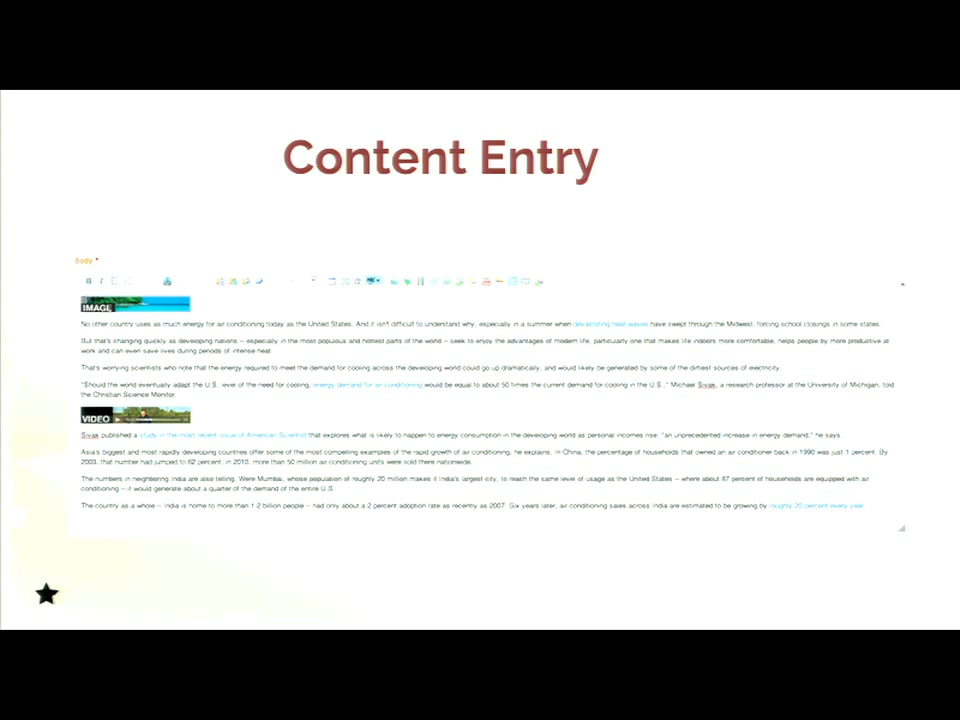 Content Entry
Body *
IMAGE
No other country uses as much energy for air conditioning today as the United States. And it isn't difficult to understand why, especially in a summer when devastating heat waves have swept through the Midwest, forcing school closings in some states.
But that's changing quickly as developing nations – especially in the most populous and hottest parts of the world – seek to enjoy the advantages of modern life, particularly one that makes life indoors more comfortable, helps people by more productive at
work and can even save lives during periods of intense heat.
That's worrying scientists who note that the energy required to meet the demand for cooling across the developing world could go up dramatically, and would likely be generated by some of the dirtiest sources of electricity.
"Should the world eventually adapt the U.S. level of the need for cooling, energy demand for air conditioning would be equal to about 50 times the current demand for cooling in the U.S.," Michael Sivak, a research professor at the University of Michigan, told
the Christian Science Monitor.
VIDEO
Sivak published a study in the most recent issue of American Scientist that explores what is likely to happen to energy consumption in the developing world as personal incomes rise: "an unprecedented increase in energy demand," he says.
Asia's biggest and most rapidly developing countries offer some of the most compelling examples of the rapid growth of air conditioning, he explains. In China, the percentage of households that owned an air conditioner back in 1990 was just 1 percent. By
2003, that number had jumped to 62 percent; in 2010, more than 50 million air conditioning units were sold there nationwide.
The numbers in neighboring India are also telling. Were Mumbai, whose population of roughly 20 million makes it India's largest city, to reach the same level of usage as the United States – where about 87 percent of households are equipped with air
conditioning – it would generate about a quarter of the demand of the entire U.S.
The country as a whole – India is home to more than 1.2 billion people – had only about a 2 percent adoption rate as recently as 2007. Six years later, air conditioning sales across India are estimated to be growing by roughly 20 percent every year.